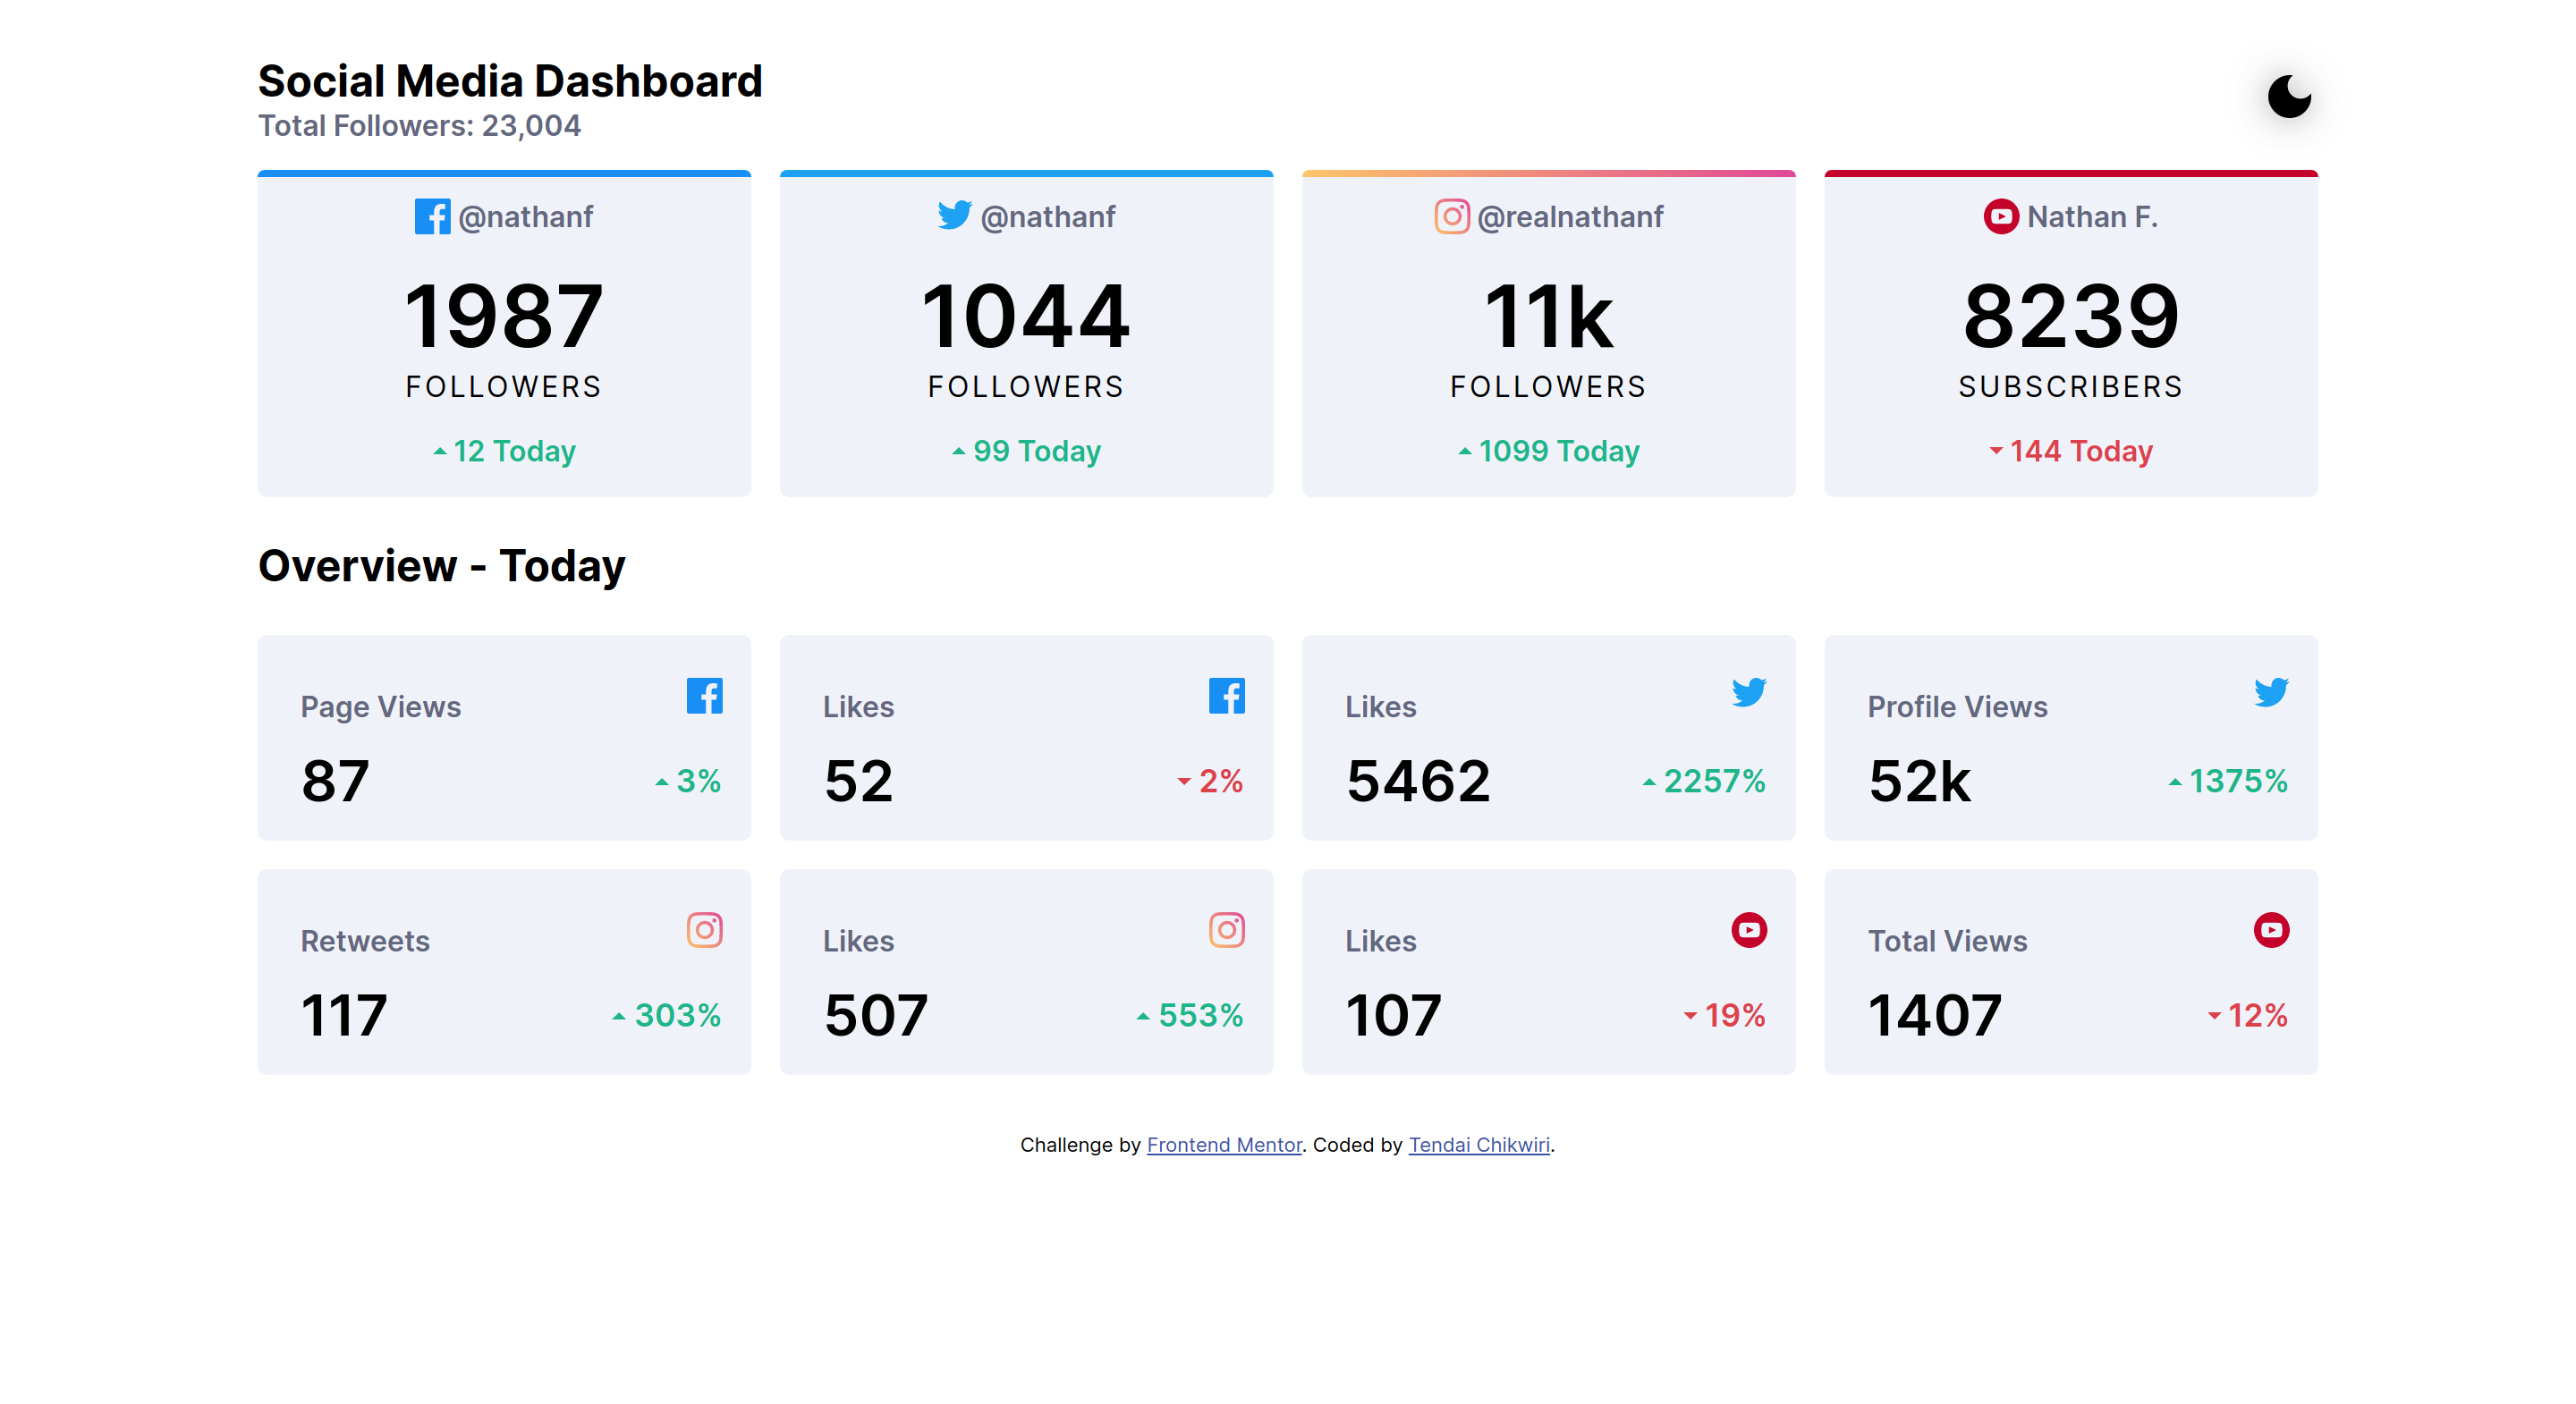 Social Media Dashboard
Total Followers: 23,004
@nathanf
1987
FOLLOWERS
12 Today
@nathanf
1044
FOLLOWERS
99 Today
@realnathanf
11k
FOLLOWERS
1099 Today
Nathan F.
8239
SUBSCRIBERS
144 Today
Overview - Today
Page Views
87
3%
Likes
52
2%
Likes
5462
2257%
Profile Views
52k
1375%
Retweets
117
303%
Likes
507
553%
Likes
107
19%
Total Views
1407
12%
Challenge by Frontend Mentor. Coded by Tendai Chikwiri.